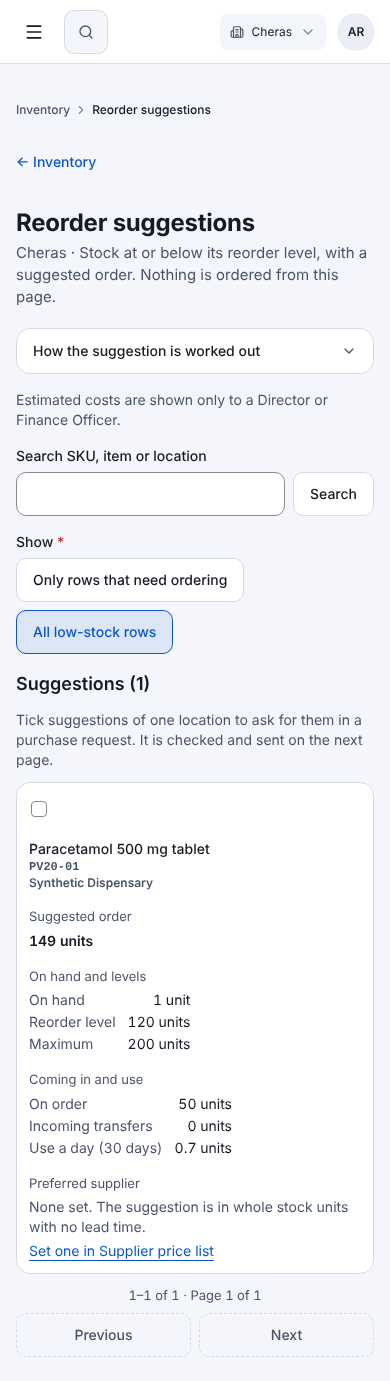 Cheras
AR
Inventory > Reorder suggestions
← Inventory
Reorder suggestions
Cheras · Stock at or below its reorder level, with a
suggested order. Nothing is ordered from this
page.
How the suggestion is worked out
Estimated costs are shown only to a Director or
Finance Officer.
Search SKU, item or location
Search
Show *
Only rows that need ordering
All low-stock rows
Suggestions (1)
Tick suggestions of one location to ask for them in a
purchase request. It is checked and sent on the next
page.
Paracetamol 500 mg tablet
PV20-01
Synthetic Dispensary
Suggested order
149 units
On hand and levels
On hand 1 unit
Reorder level 120 units
Maximum 200 units
Coming in and use
On order 50 units
Incoming transfers 0 units
Use a day (30 days) 0.7 units
Preferred supplier
None set. The suggestion is in whole stock units
with no lead time.
Set one in Supplier price list
1–1 of 1 · Page 1 of 1
Previous Next